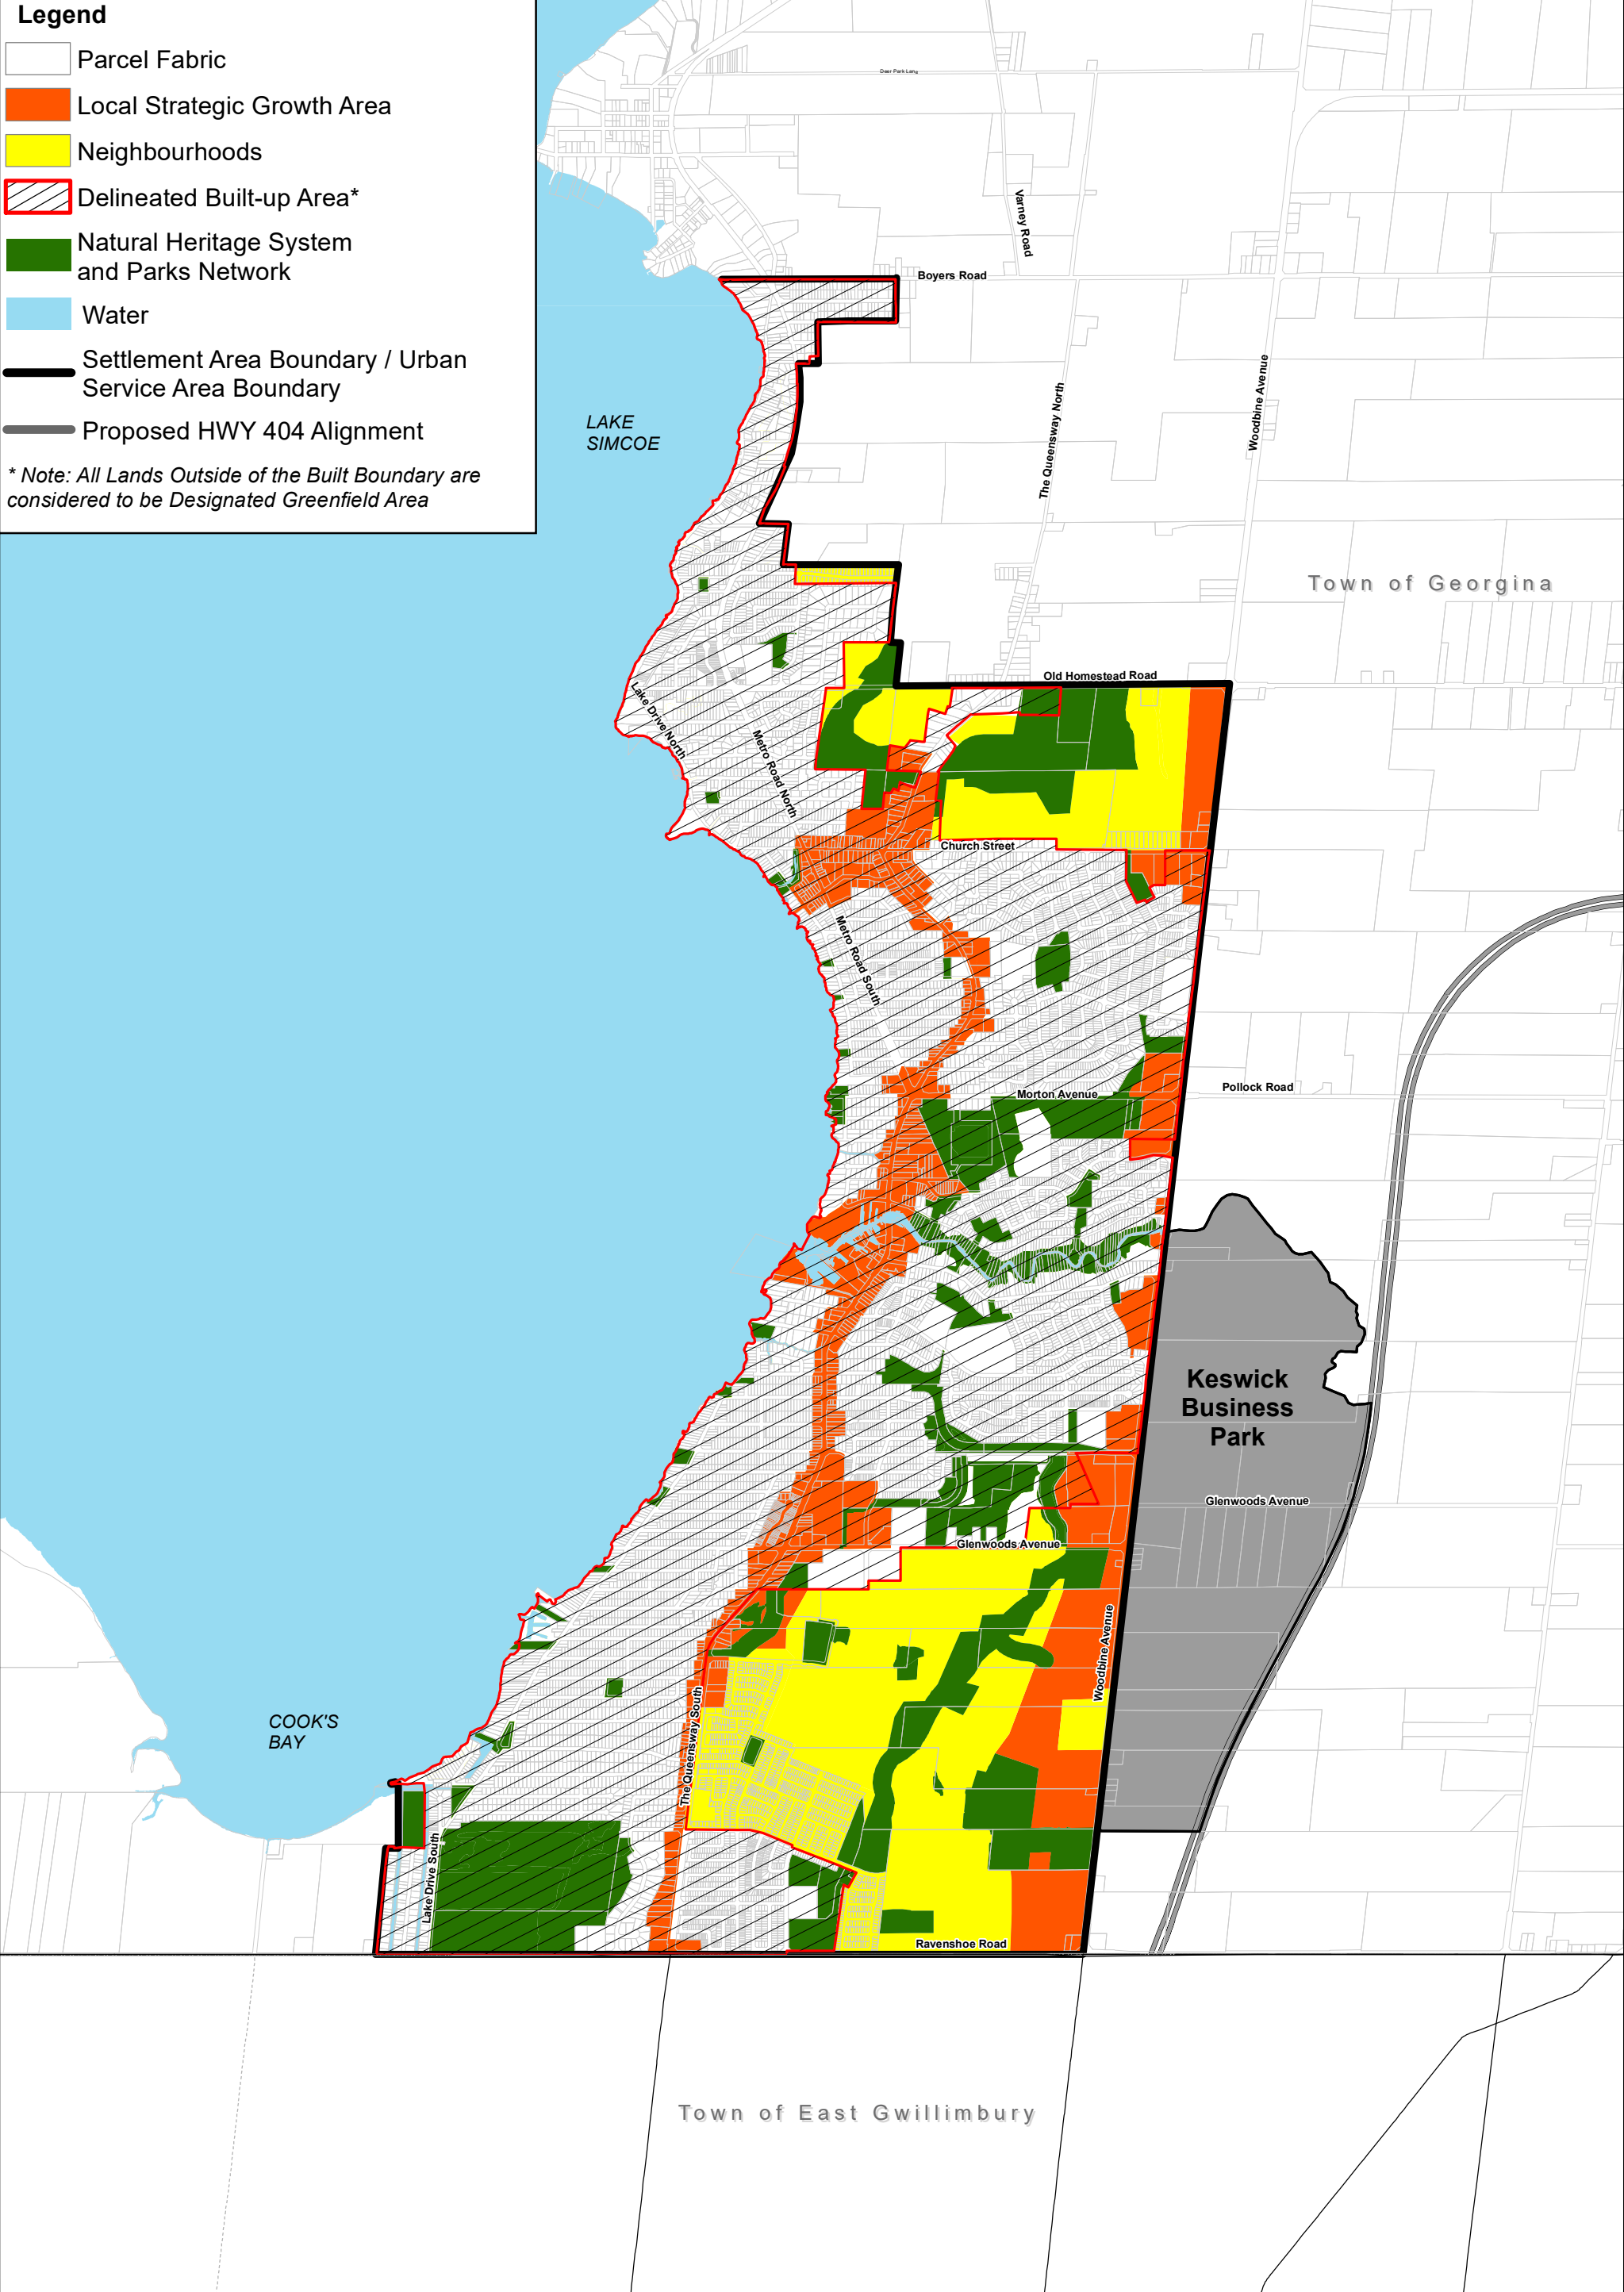 Legend
Parcel Fabric
Local Strategic Growth Area
Neighbourhoods
Delineated Built-up Area*
Natural Heritage System
and Parks Network
Water
Settlement Area Boundary / Urban
Service Area Boundary
Proposed HWY 404 Alignment
* Note: All Lands Outside of the Built Boundary are
considered to be Designated Greenfield Area
Deer Park Lane
Varney Road
Boyers Road
LAKE
SIMCOE
The Queensway North
Woodbine Avenue
Town of Georgina
Old Homestead Road
Lake Drive North
Metro Road North
Church Street
Metro Road South
Morton Avenue
Pollock Road
Keswick
Business
Park
Glenwoods Avenue
Glenwoods Avenue
Woodbine Avenue
The Queensway South
COOK'S
BAY
Lake Drive South
Ravenshoe Road
Town of East Gwillimbury